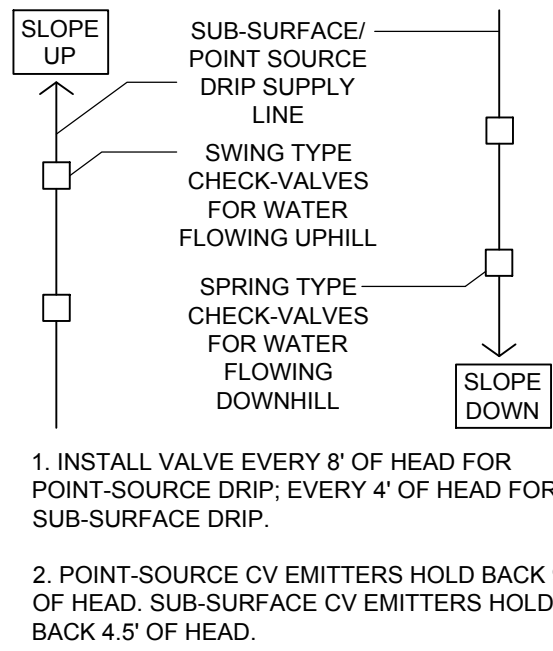 SLOPE
UP
SUB-SURFACE/
POINT SOURCE
DRIP SUPPLY
LINE
SWING TYPE
CHECK-VALVES
FOR WATER
FLOWING UPHILL
SPRING TYPE
CHECK-VALVES
FOR WATER
FLOWING
DOWNHILL
SLOPE
DOWN
1. INSTALL VALVE EVERY 8' OF HEAD FOR
POINT-SOURCE DRIP; EVERY 4' OF HEAD FOR
SUB-SURFACE DRIP.
2. POINT-SOURCE CV EMITTERS HOLD BACK
OF HEAD. SUB-SURFACE CV EMITTERS HOLD
BACK 4.5' OF HEAD.